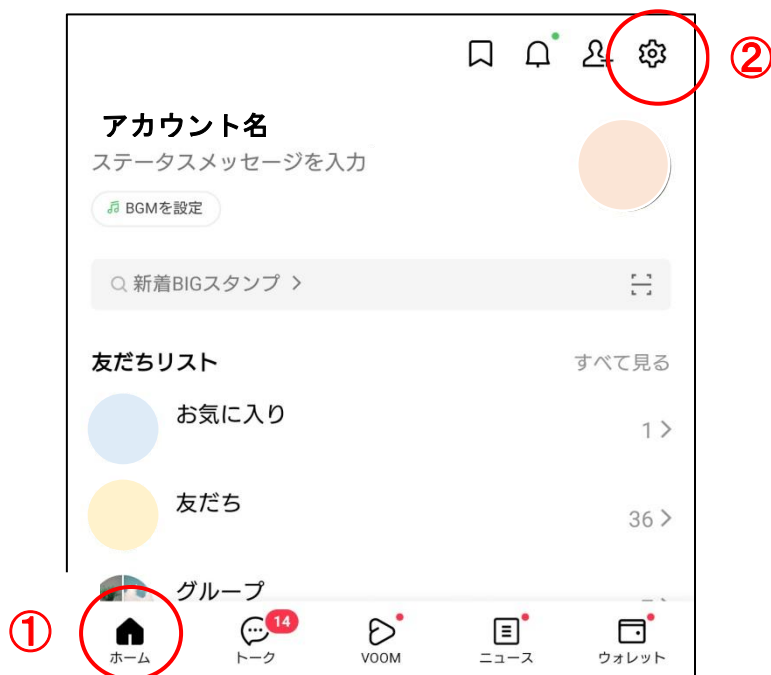 ②
アカウント名
ステータスメッセージを入力
BGMを設定
新着BIGスタンプ >
友だちリスト すべて見る
お気に入り
1 >
友だち
36 >
グループ
①
14
ホーム トーク VOOM ニュース ウォレット